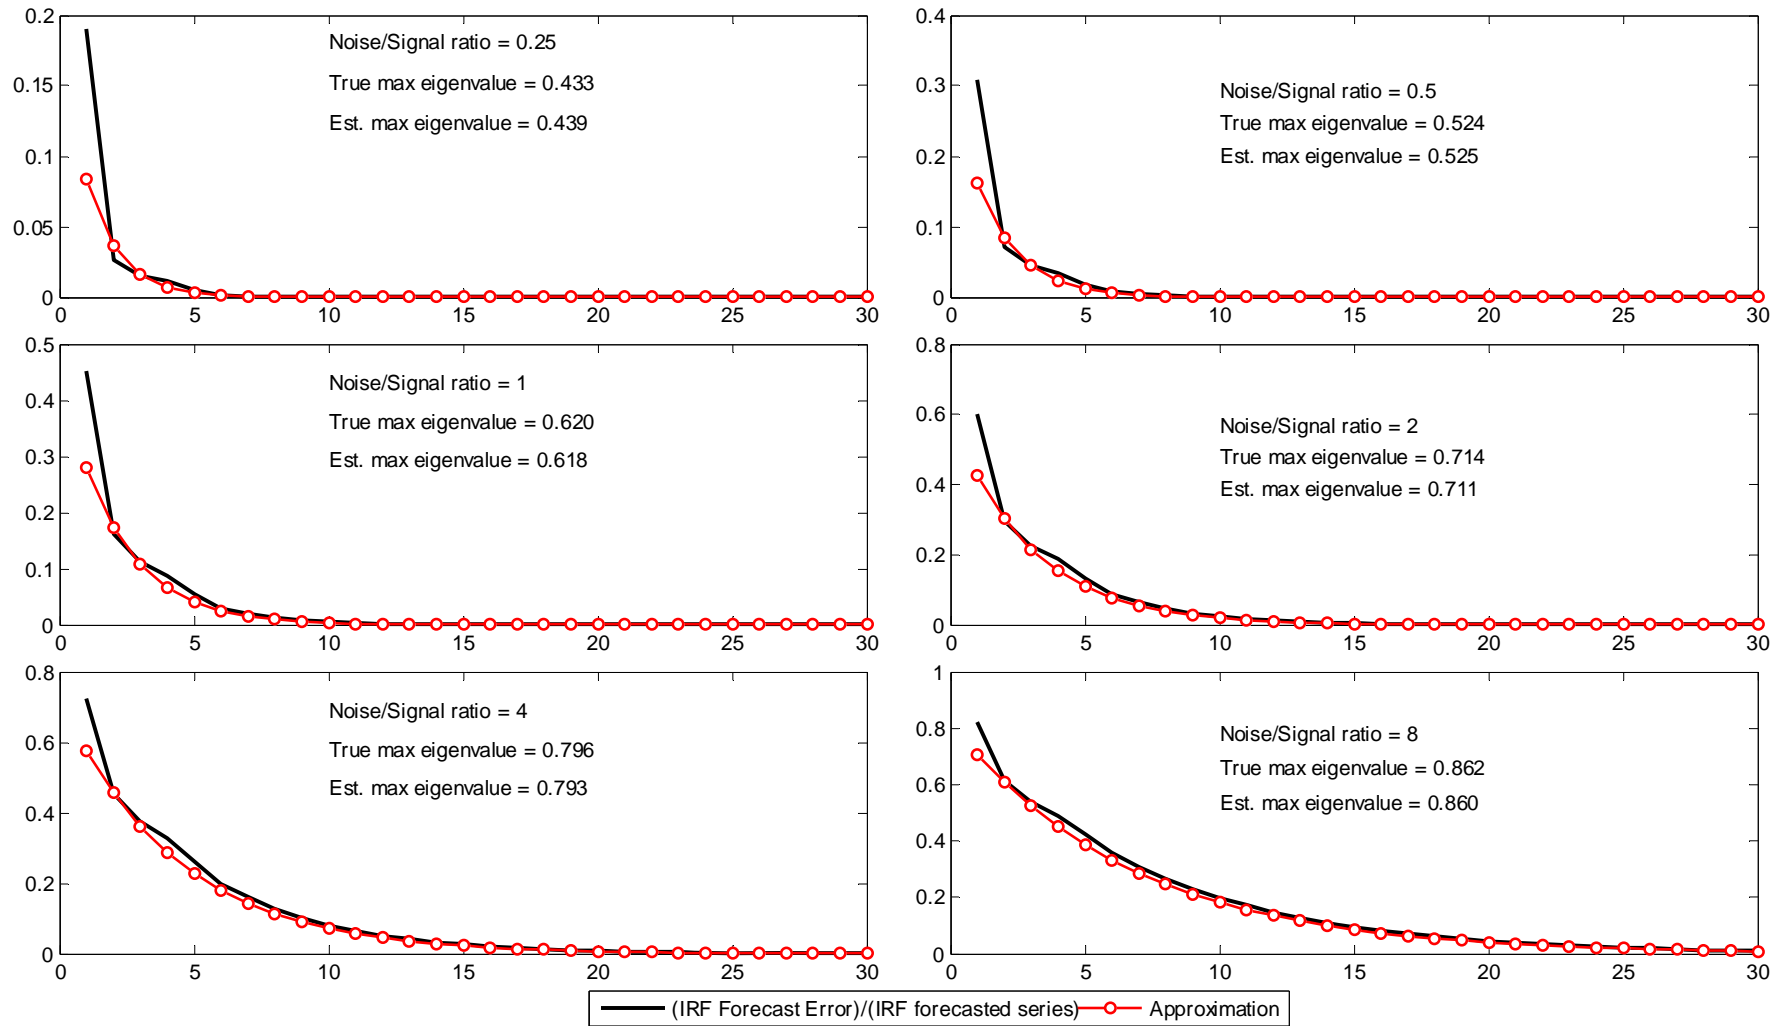 0.2
0.15
0.1
0.05
0
0 5 10 15 20 25 30
Noise/Signal ratio = 0.25
True max eigenvalue = 0.433
Est. max eigenvalue = 0.439
0.4
0.3
0.2
0.1
0
0 5 10 15 20 25 30
Noise/Signal ratio = 0.5
True max eigenvalue = 0.524
Est. max eigenvalue = 0.525
0.5
0.4
0.3
0.2
0.1
0
0 5 10 15 20 25 30
Noise/Signal ratio = 1
True max eigenvalue = 0.620
Est. max eigenvalue = 0.618
0.8
0.6
0.4
0.2
0
0 5 10 15 20 25 30
Noise/Signal ratio = 2
True max eigenvalue = 0.714
Est. max eigenvalue = 0.711
0.8
0.6
0.4
0.2
0
0 5 10 15 20 25 30
Noise/Signal ratio = 4
True max eigenvalue = 0.796
Est. max eigenvalue = 0.793
1
0.8
0.6
0.4
0.2
0
0 5 10 15 20 25 30
Noise/Signal ratio = 8
True max eigenvalue = 0.862
Est. max eigenvalue = 0.860
(IRF Forecast Error)/(IRF forecasted series) Approximation